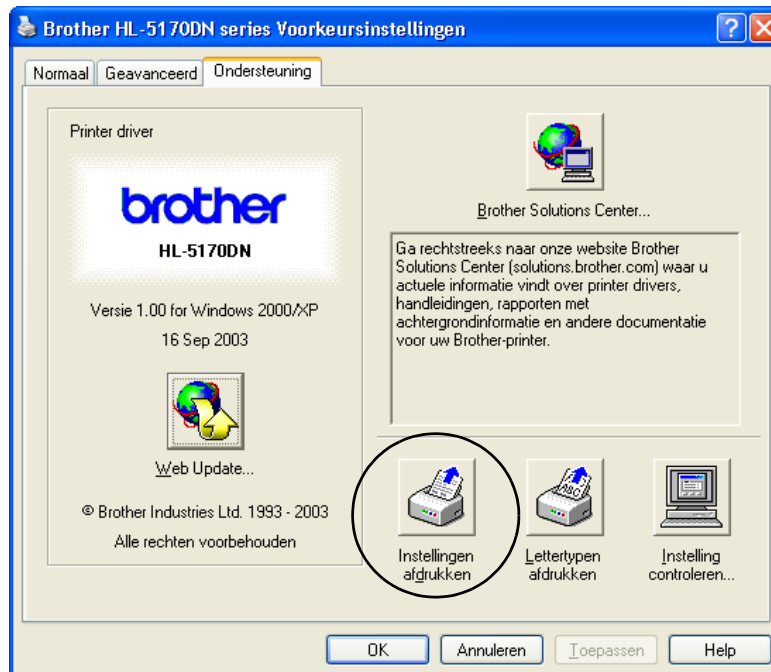 Brother HL-5170DN series Voorkeursinstellingen
Normaal
Geavanceerd
Ondersteuning
Printer driver
brother
HL-5170DN
Versie 1.00 for Windows 2000/XP
16 Sep 2003
Web Update...
© Brother Industries Ltd. 1993 - 2003
Alle rechten voorbehouden
Brother Solutions Center...
Ga rechtstreeks naar onze website Brother
Solutions Center (solutions.brother.com) waar u
actuele informatie vindt over printer drivers,
handleidingen, rapporten met
achtergrondinformatie en andere documentatie
voor uw Brother-printer.
Instellingen
afdrukken
ABC
Lettertypen
afdrukken
Instelling
controleren...
OK
Annuleren
Toepassen
Help